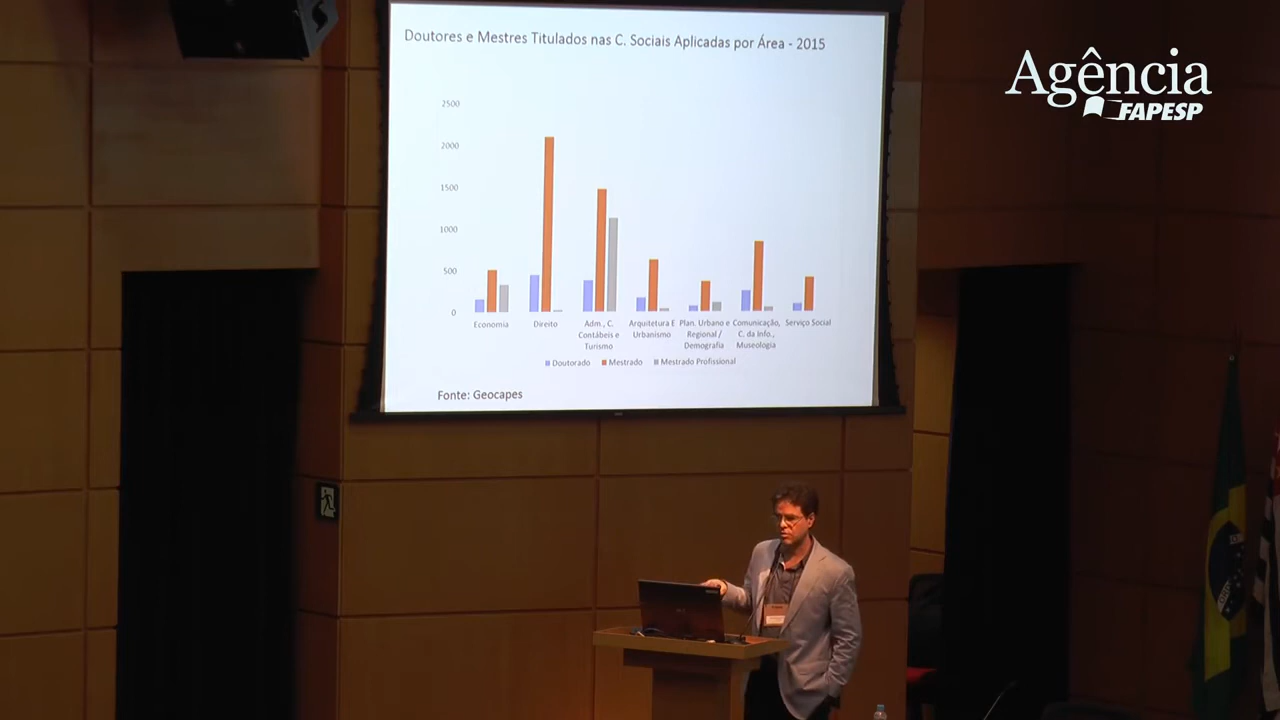 Doutores e Mestres Titulados nas C. Sociais Aplicadas por Área - 2015
Agência
FAPESP
2500
2000
1500
1000
500
0
Economia
Direito
Adm., C.
Contábeis e
Turismo
Arquitetura E
Urbanismo
Plan. Urbano e
Regional /
Demografia
Comunicação,
C. da Info.,
Museologia
Serviço Social
Doutorado Mestrado Mestrado Profissional
Fonte: Geocapes